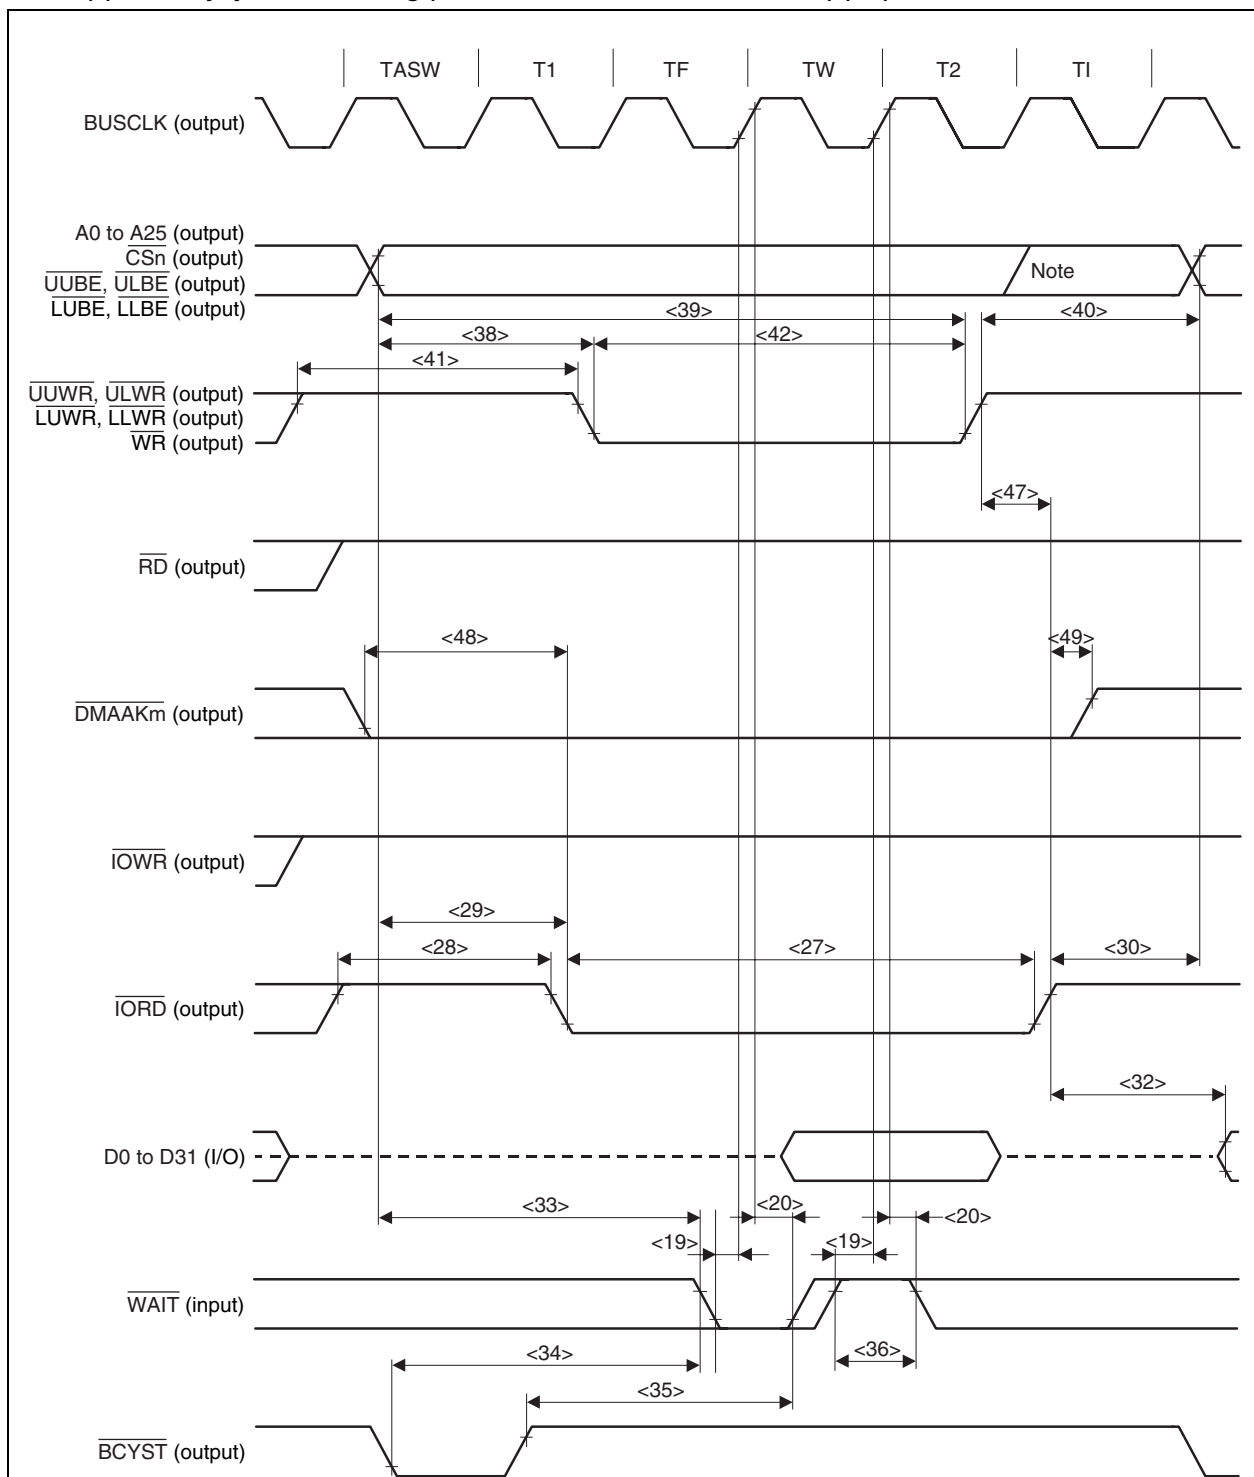 TASW T1 TF TW T2 TI
BUSCLK (output)
A0 to A25 (output)
CSn (output)
UUBE, ULBE (output)
LUBE, LLBE (output)
Note
<39>
<40>
<38>
<42>
<41>
UUWR, ULWR (output)
LUWR, LLWR (output)
WR (output)
<47>
RD (output)
<48>
<49>
DMAAKm (output)
IOWR (output)
<29>
<28>
<27>
<30>
IORD (output)
<32>
D0 to D31 (I/O)
<33>
<20>
<20>
<19>
<19>
WAIT (input)
<34>
<36>
<35>
BCYST (output)